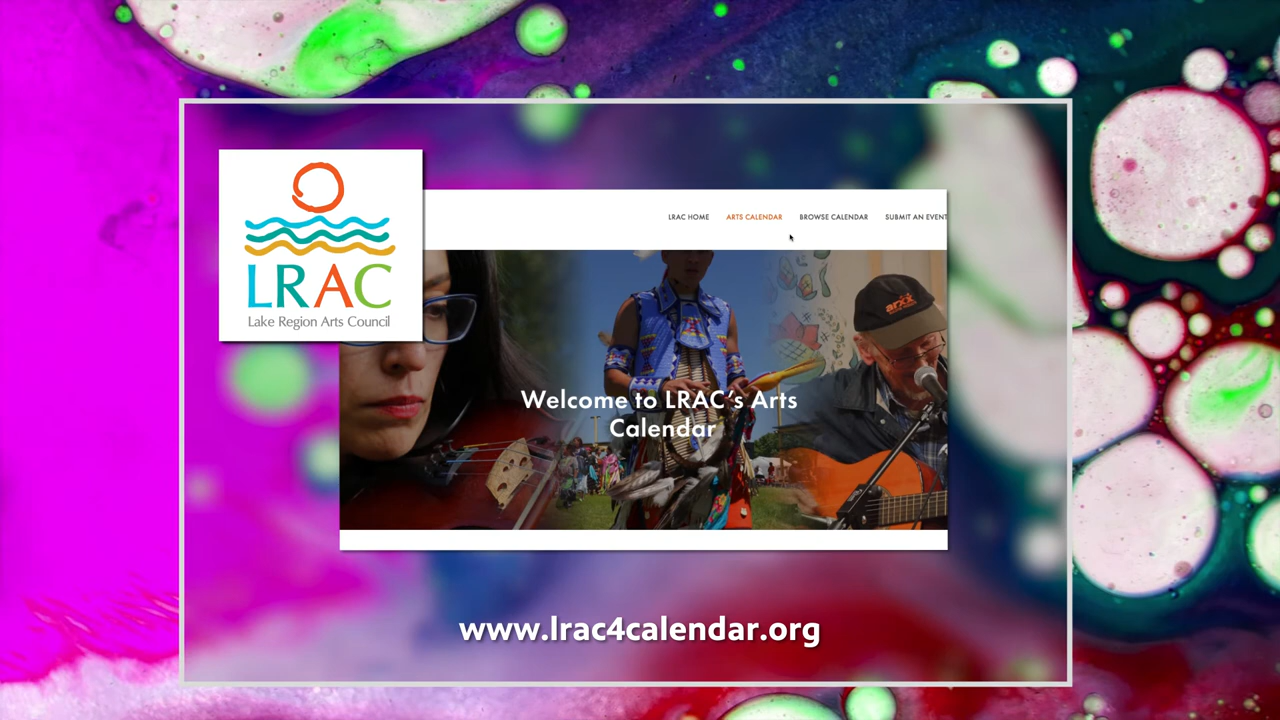 LRAC
Lake Region Arts Council
LRAC HOME ARTS CALENDAR BROWSE CALENDAR SUBMIT AN EVENT
arxx
Welcome to LRAC's Arts
Calendar
www.lrac4calendar.org